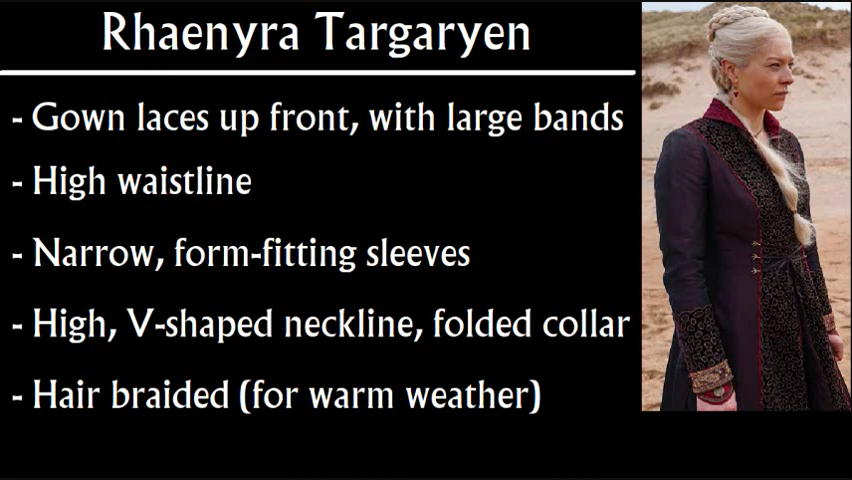 Rhaenyra Targaryen
- Gown laces up front, with large bands
- High waistline
- Narrow, form-fitting sleeves
- High, V-shaped neckline, folded collar
- Hair braided (for warm weather)